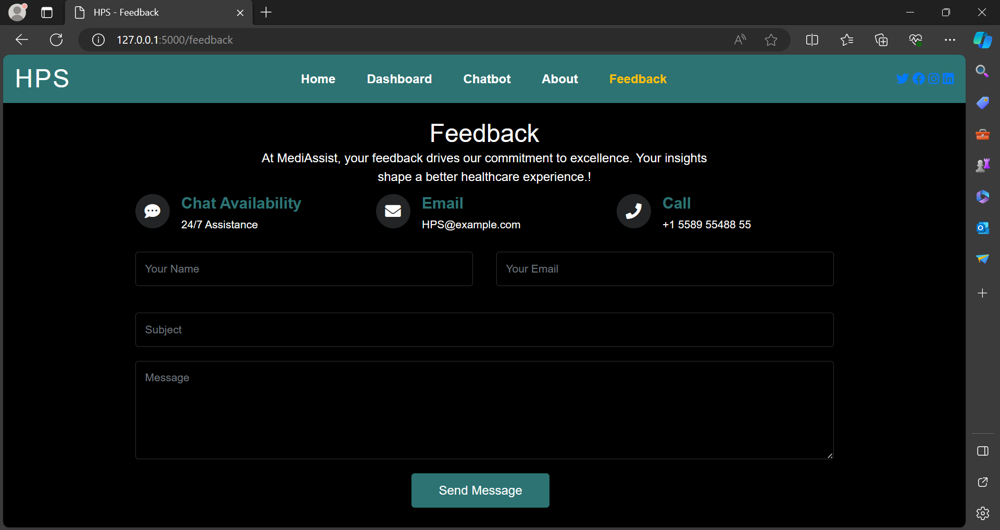 HPS - Feedback
127.0.0.1:5000/feedback
HPS
Home Dashboard Chatbot About Feedback
Feedback
At MediAssist, your feedback drives our commitment to excellence. Your insights
shape a better healthcare experience.!
Chat Availability
24/7 Assistance
Email
HPS@example.com
Call
+1 5589 55488 55
Your Name
Your Email
Subject
Message
Send Message